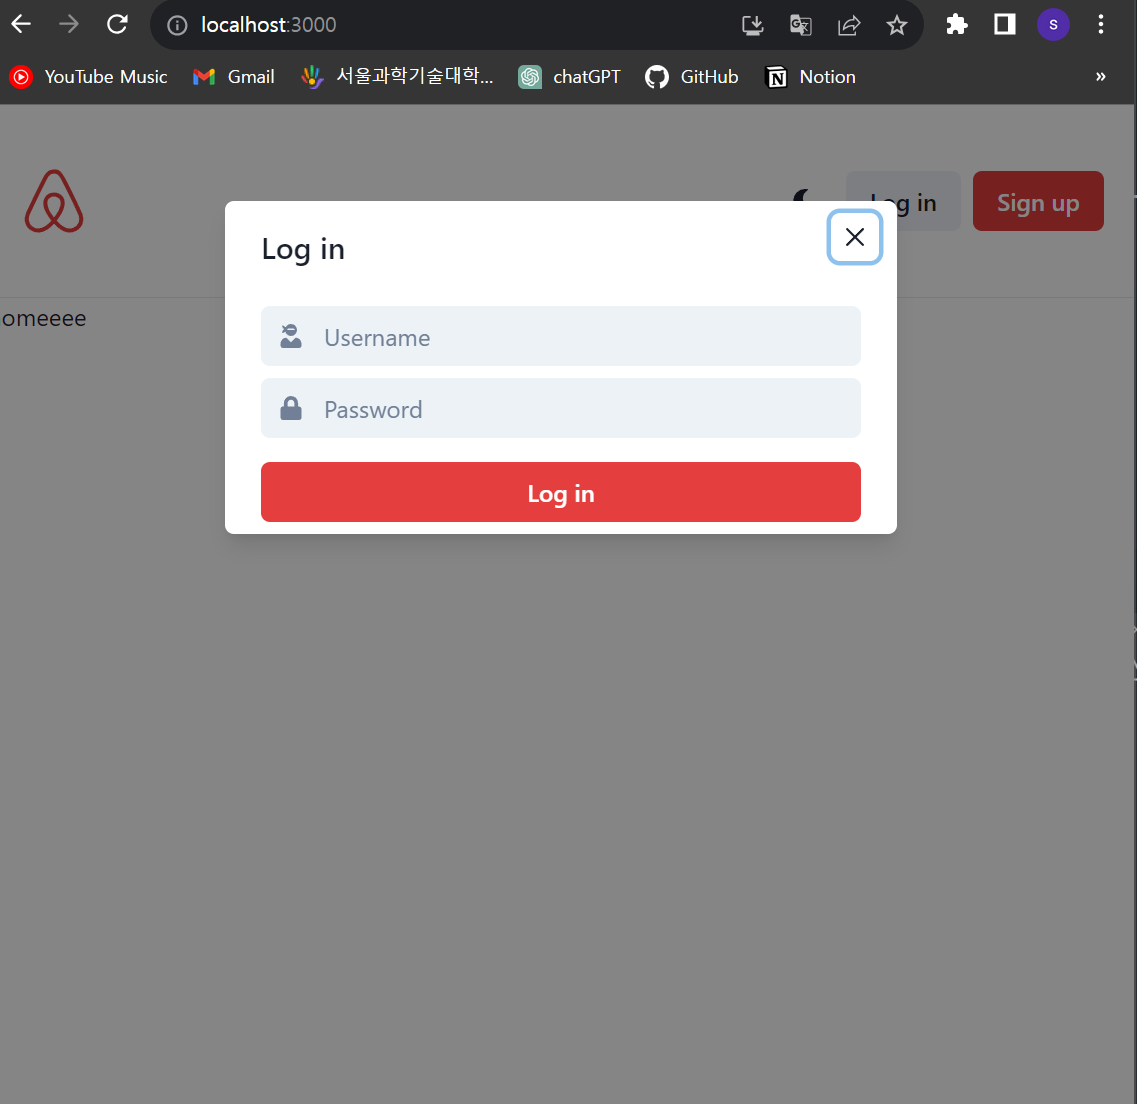 localhost:3000
YouTube Music Gmail 서울과학기술대학... chatGPT GitHub Notion »
S
Log in Sign up
Log in
omeeee
Username
Password
Log in